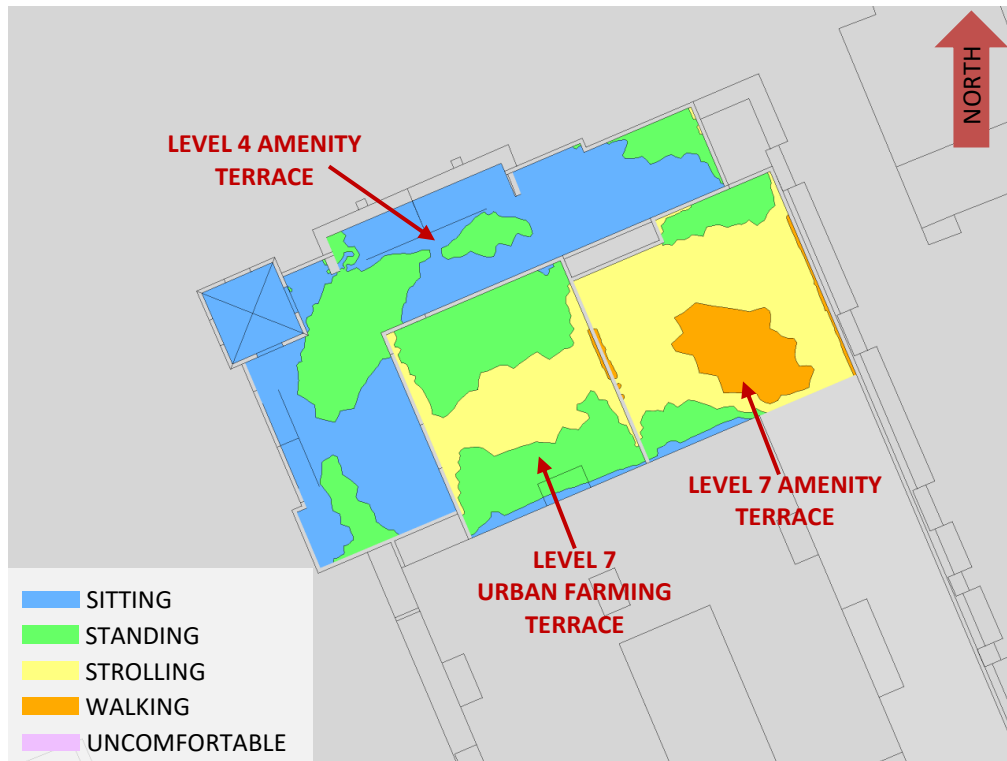 NORTH
LEVEL 4 AMENITY
TERRACE
LEVEL 7 AMENITY
TERRACE
LEVEL 7
URBAN FARMING
TERRACE
SITTING
STANDING
STROLLING
WALKING
UNCOMFORTABLE